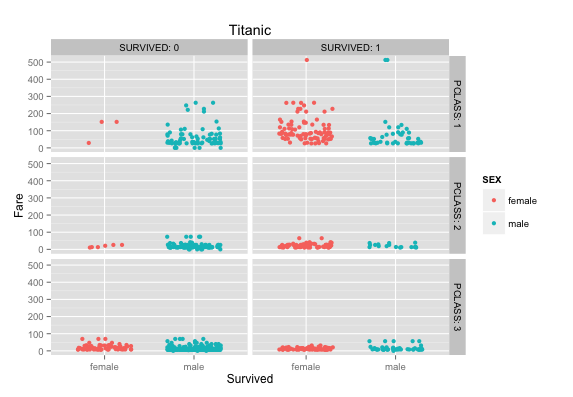 Titanic
SURVIVED: 0
SURVIVED: 1
500
400
300
200
100
0
PCLASS: 1
500
400
300
200
100
0
PCLASS: 2
500
400
300
200
100
0
PCLASS: 3
Fare
female
male
female
male
Survived
SEX
female
male